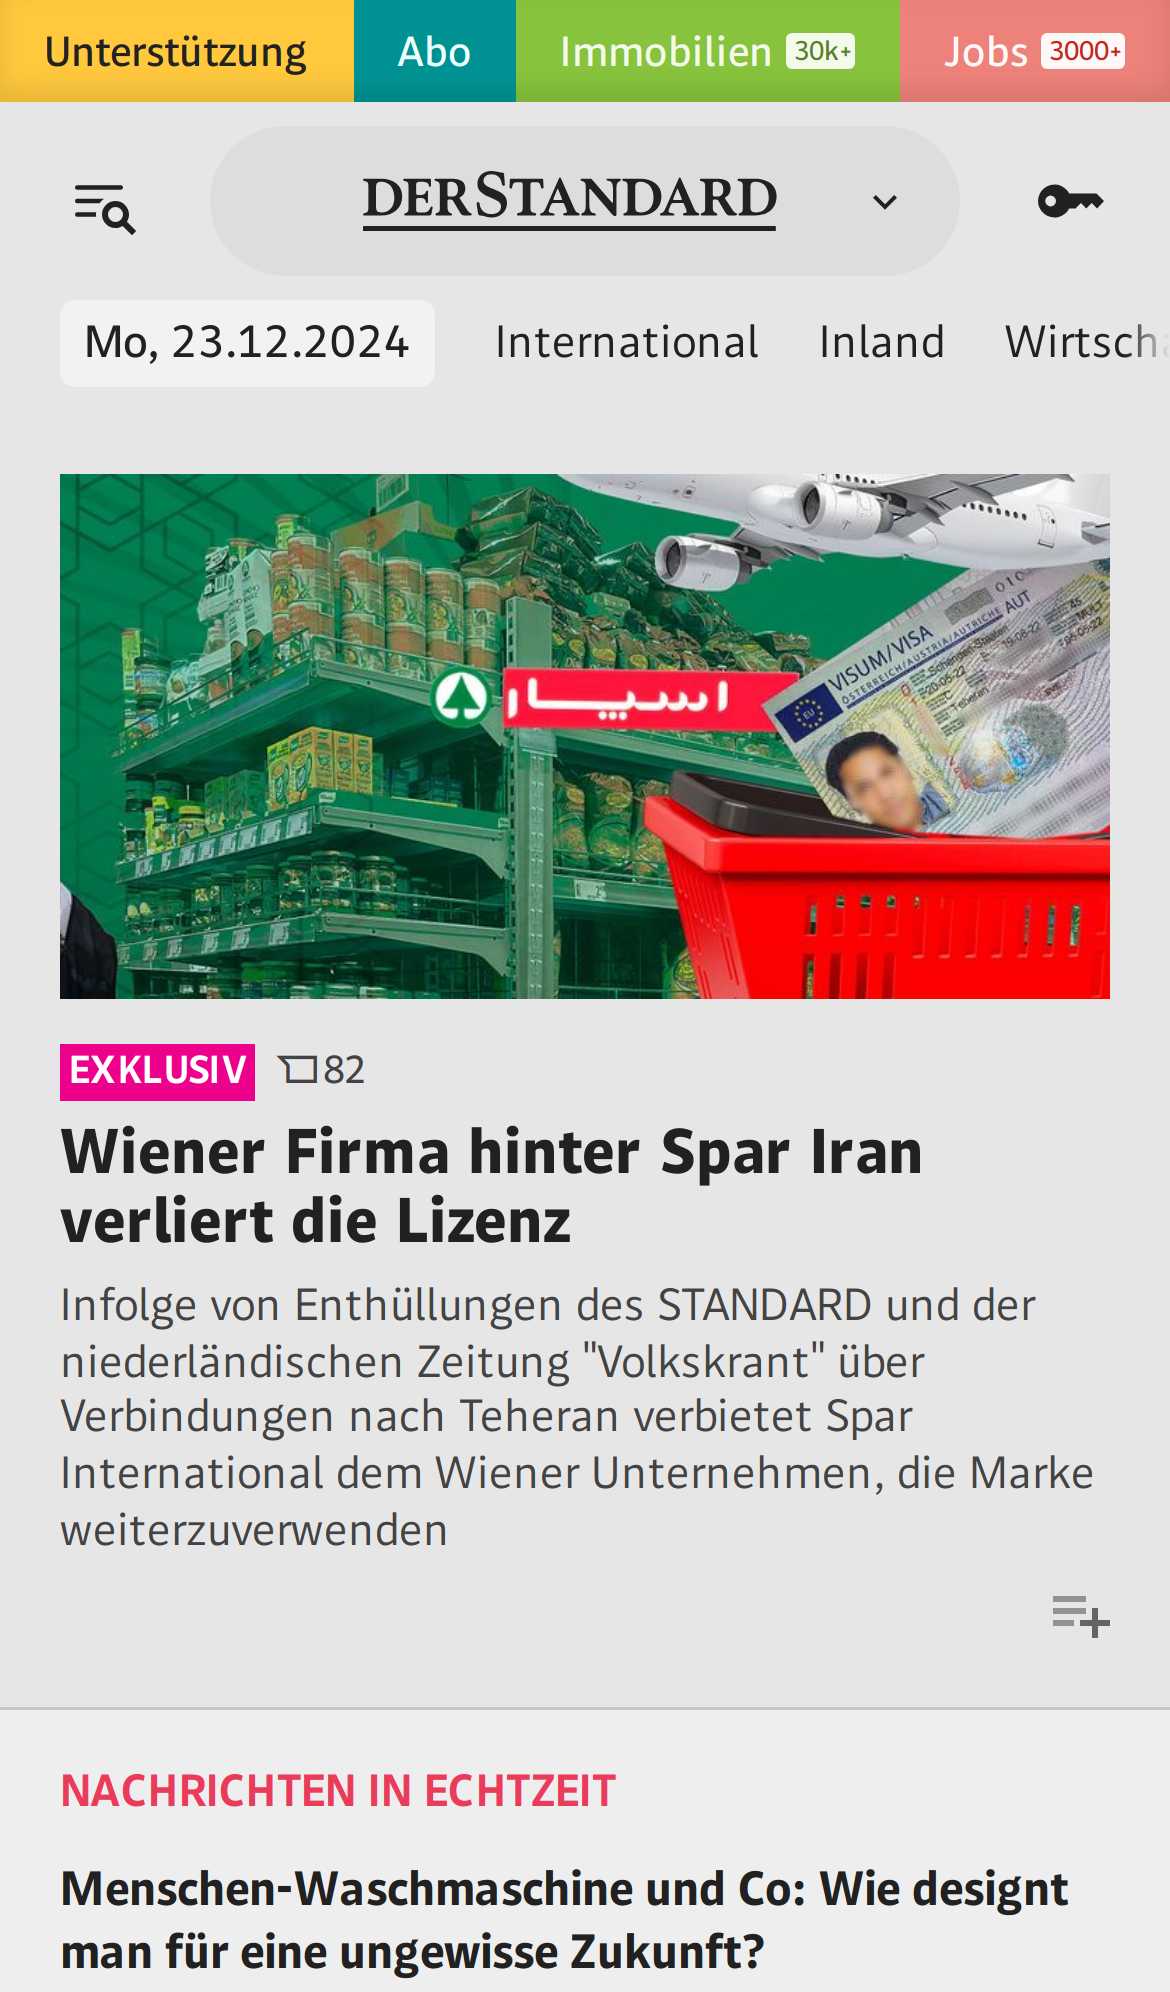 Unterstützung Abo Immobilien 30k+ Jobs 3000+
DERSTANDARD
Mo, 23.12.2024 International Inland Wirtscha
010
VISUM/VISA
ÖSTERREICH/AUSTRIA/AUTRICHE AUT
اسپار
EU
EXKLUSIV 82
Wiener Firma hinter Spar Iran
verliert die Lizenz
Infolge von Enthüllungen des STANDARD und der
niederländischen Zeitung "Volkskrant" über
Verbindungen nach Teheran verbietet Spar
International dem Wiener Unternehmen, die Marke
weiterzuverwenden
NACHRICHTEN IN ECHTZEIT
Menschen-Waschmaschine und Co: Wie designt
man für eine ungewisse Zukunft?